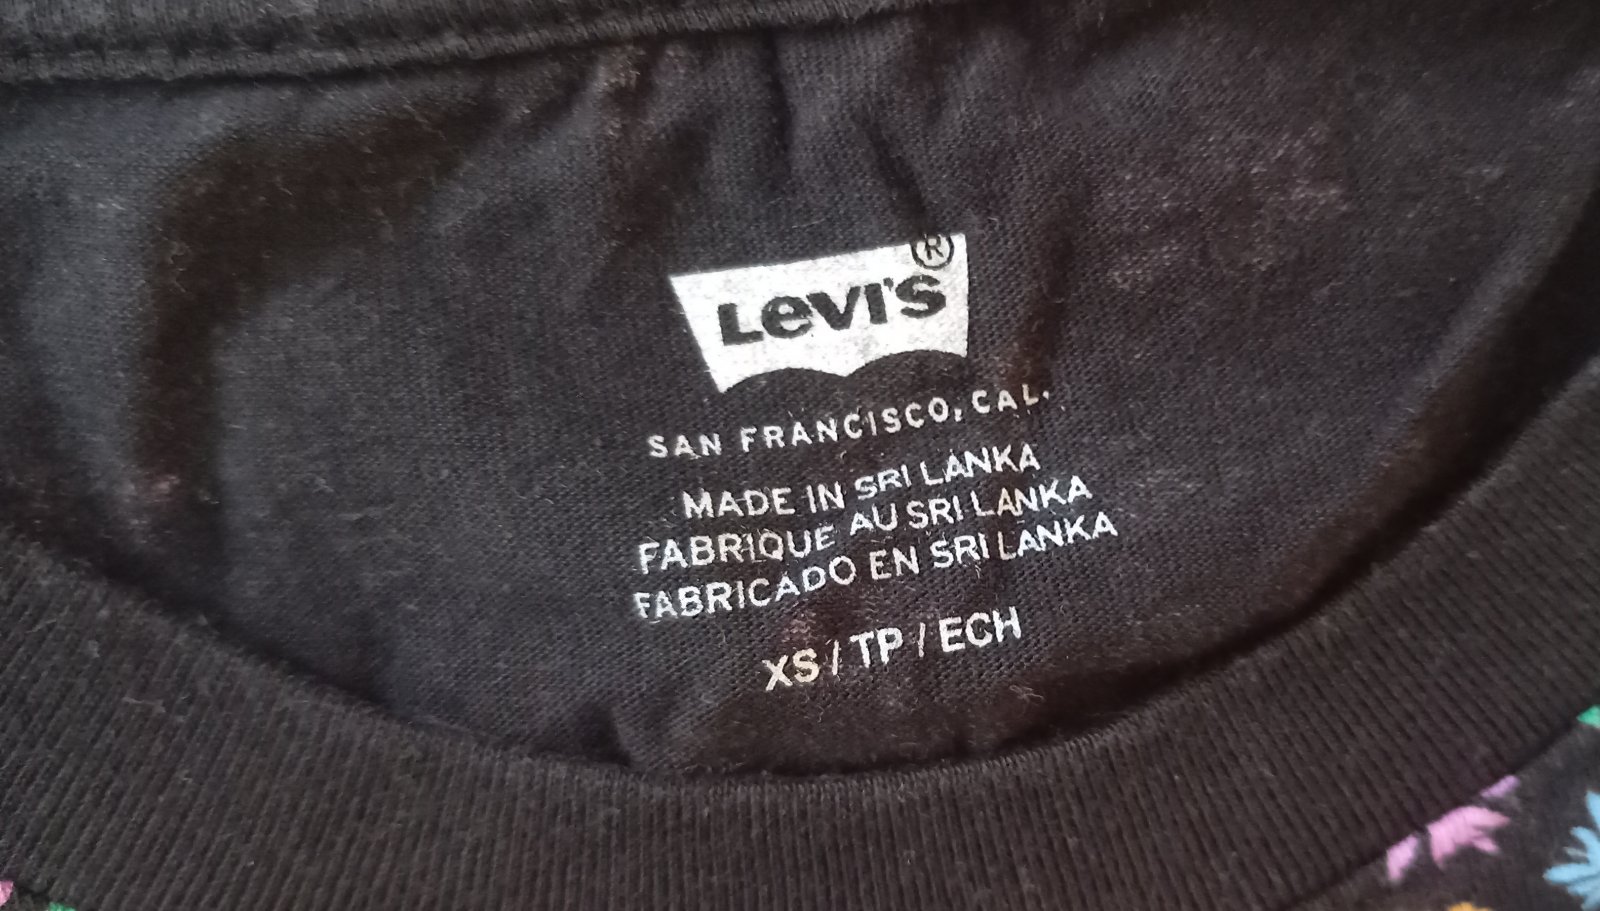 Levi's®
SAN FRANCISCO, CAL.
MADE IN SRI LANKA
FABRIQUE AU SRI LANKA
FABRICADO EN SRI LANKA
XS / TP / ECH